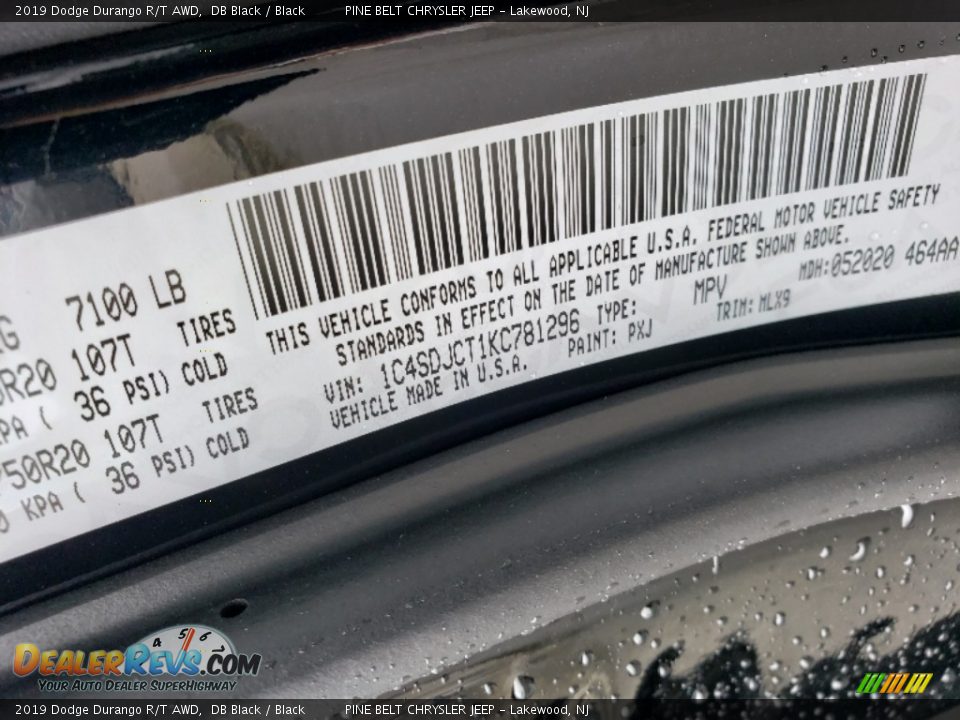 2019 Dodge Durango R/T AWD, DB Black / Black PINE BELT CHRYSLER JEEP – Lakewood, NJ
7100 LB
R20 107T TIRES
KPA ( 36 PSI) COLD
50R20 107T TIRES
KPA ( 36 PSI) COLD
THIS VEHICLE CONFORMS TO ALL APPLICABLE U.S.A. FEDERAL MOTOR VEHICLE SAFETY
STANDARDS IN EFFECT ON THE DATE OF MANUFACTURE SHOWN ABOVE.
VIN: 1C4SDJCT1KC781296 TYPE: MPV MDH:052020 464AA
VEHICLE MADE IN U.S.A. PAINT: PXJ TRIM: MLX9
4 5 6
DEALERREVS.COM
YOUR AUTO DEALER SUPERHIGHWAY
2019 Dodge Durango R/T AWD, DB Black / Black PINE BELT CHRYSLER JEEP – Lakewood, NJ